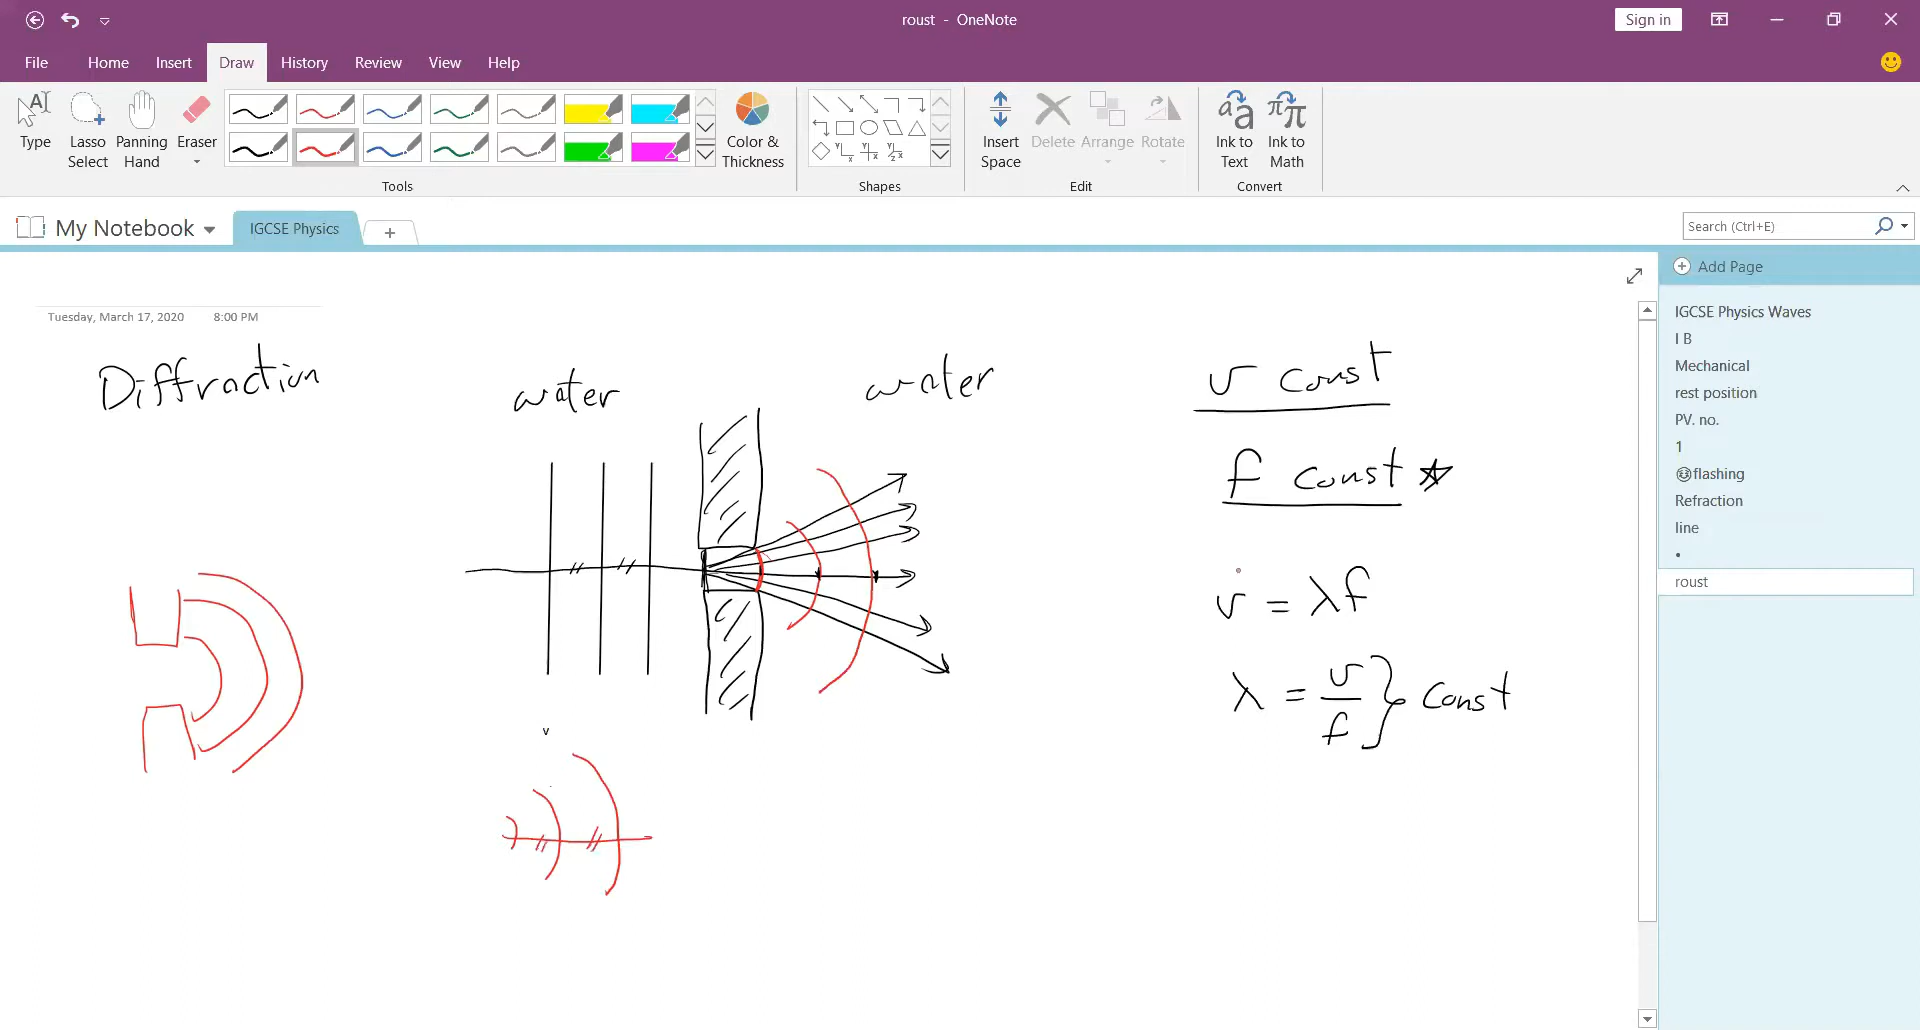 roust - OneNote
Sign in
File Home Insert Draw History Review View Help
Type
Lasso Select
Panning Hand
Eraser
Color & Thickness
Insert Space
Delete
Arrange
Rotate
Ink to Text
Ink to Math
Tools
Shapes
Edit
Convert
My Notebook
IGCSE Physics
Search (Ctrl+E)
Add Page
IGCSE Physics Waves
I B
Mechanical
rest position
PV. no.
1
flashing
Refraction
line
•
roust
Tuesday, March 17, 2020 8:00 PM
Diffraction
water
water
v const
f const ☆
v = λf
λ = v/f } const
v